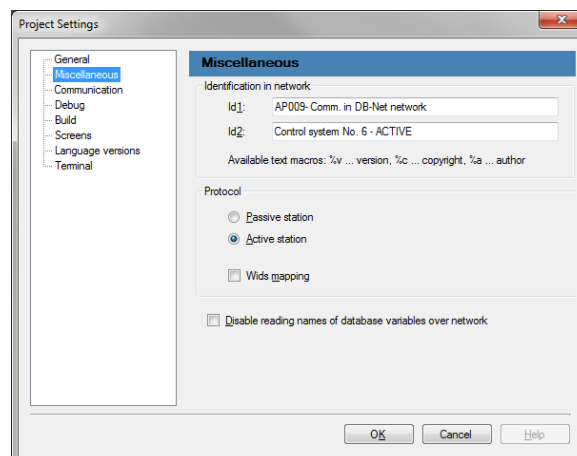 Project Settings
General
Miscellaneous
Communication
Debug
Build
Screens
Language versions
Terminal
Miscellaneous
Identification in network
Id1: AP009- Comm. in DB-Net network
Id2: Control system No. 6 - ACTIVE
Available text macros: %v ... version, %c ... copyright, %a ... author
Protocol
Passive station
Active station
Wids mapping
Disable reading names of database variables over network
OK Cancel Help